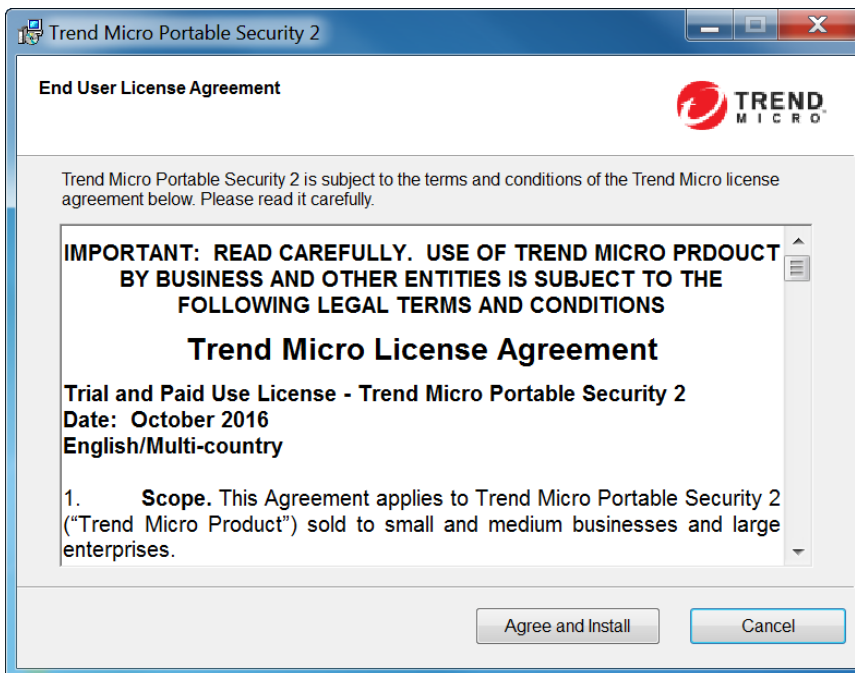 Trend Micro Portable Security 2
End User License Agreement
TREND
MICRO
Trend Micro Portable Security 2 is subject to the terms and conditions of the Trend Micro license
agreement below. Please read it carefully.
IMPORTANT:  READ CAREFULLY.  USE OF TREND MICRO PRDOUCT
BY BUSINESS AND OTHER ENTITIES IS SUBJECT TO THE
FOLLOWING LEGAL TERMS AND CONDITIONS
Trend Micro License Agreement
Trial and Paid Use License - Trend Micro Portable Security 2
Date:  October 2016
English/Multi-country
1. Scope. This Agreement applies to Trend Micro Portable Security 2
(“Trend Micro Product”) sold to small and medium businesses and large
enterprises.
Agree and Install
Cancel